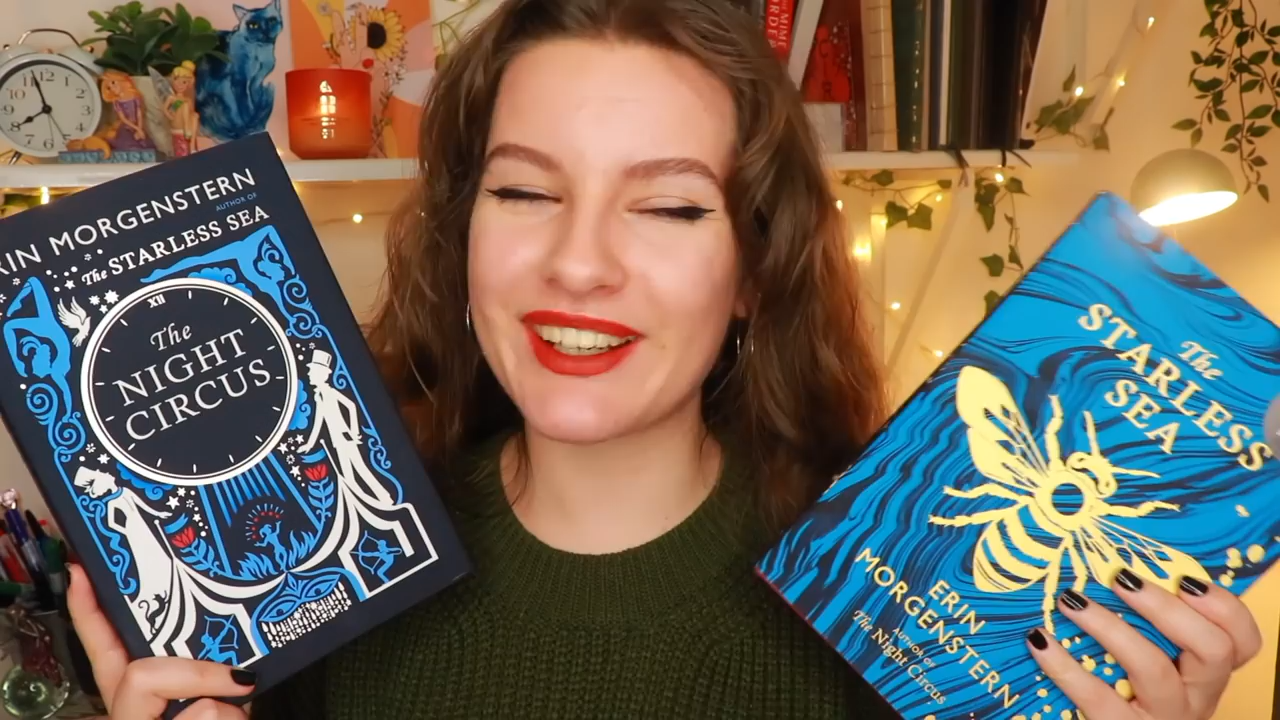 RIN MORGENSTERN
AUTHOR OF
The STARLESS SEA
XII
The
NIGHT
CIRCUS
The
STARLESS
SEA
ERIN
MORGENSTERN
AUTHOR OF
The Night Circus